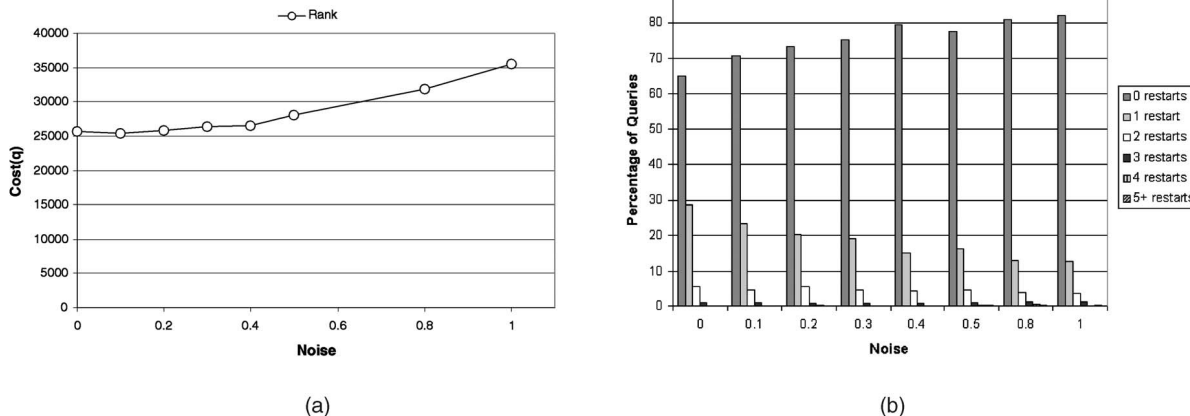 Rank
40000
35000
30000
25000
20000
15000
10000
5000
0
Cost(q)
0 0.2 0.4 0.6 0.8 1
Noise
(a)
80
70
60
50
40
30
20
10
0
Percentage of Queries
0 0.1 0.2 0.3 0.4 0.5 0.8 1
Noise
0 restarts
1 restart
2 restarts
3 restarts
4 restarts
5+ restarts
(b)